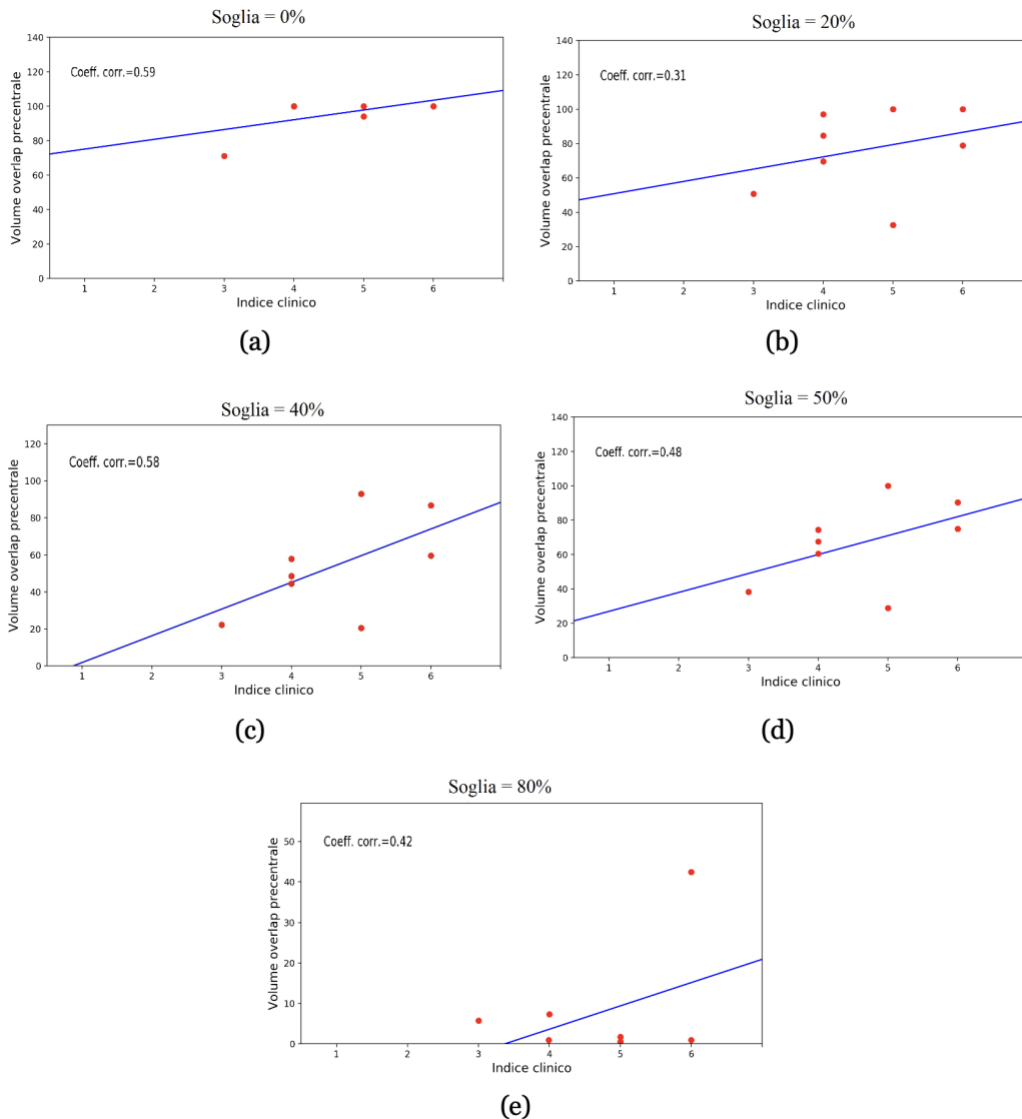 Soglia = 0%
140
120
100
80
60
40
20
0
Volume overlap precentrale
Coeff. corr.=0.59
1 2 3 4 5 6
Indice clinico
(a)
Soglia = 20%
140
120
100
80
60
40
20
0
Volume overlap precentrale
Coeff. corr.=0.31
1 2 3 4 5 6
Indice clinico
(b)
Soglia = 40%
120
100
80
60
40
20
0
Volume overlap precentrale
Coeff. corr.=0.58
1 2 3 4 5 6
Indice clinico
(c)
Soglia = 50%
140
120
100
80
60
40
20
0
Volume overlap precentrale
Coeff. corr.=0.48
1 2 3 4 5 6
Indice clinico
(d)
Soglia = 80%
50
40
30
20
10
0
Volume overlap precentrale
Coeff. corr.=0.42
1 2 3 4 5 6
Indice clinico
(e)